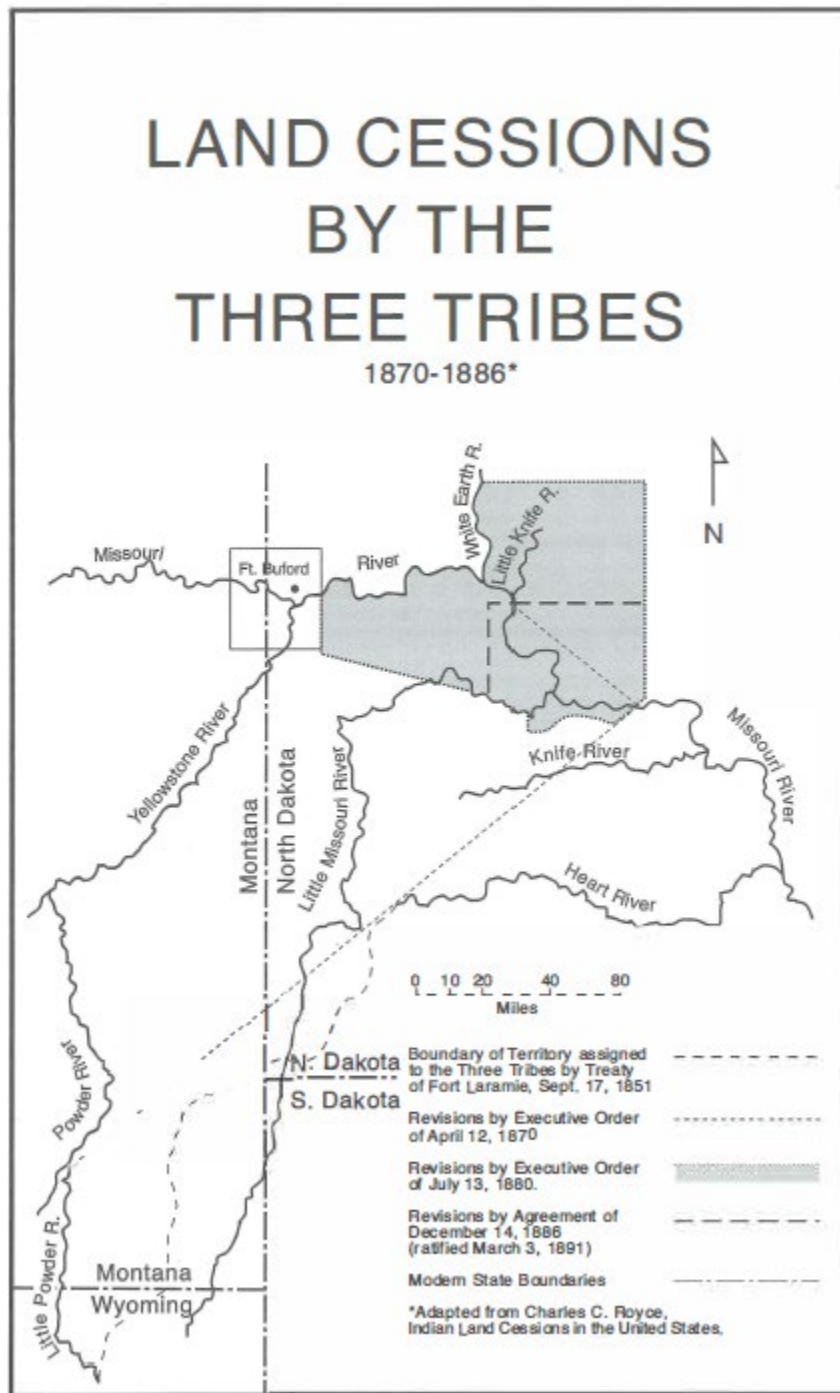 LAND CESSIONS
BY THE
THREE TRIBES
1870-1886*
White Earth R.
Little Knife R.
N
Missouri
Ft. Buford
River
Yellowstone River
Montana
North Dakota
Little Missouri River
Knife River
Missouri River
Heart River
0 10 20 40 80
Miles
Powder River
N. Dakota
S. Dakota
Boundary of Territory assigned
to the Three Tribes by Treaty
of Fort Laramie, Sept. 17, 1851
Revisions by Executive Order
of April 12, 1870
Revisions by Executive Order
of July 13, 1880.
Revisions by Agreement of
December 14, 1886
(ratified March 3, 1891)
Modern State Boundaries
Little Powder R.
Montana
Wyoming
*Adapted from Charles C. Royce,
Indian Land Cessions in the United States,